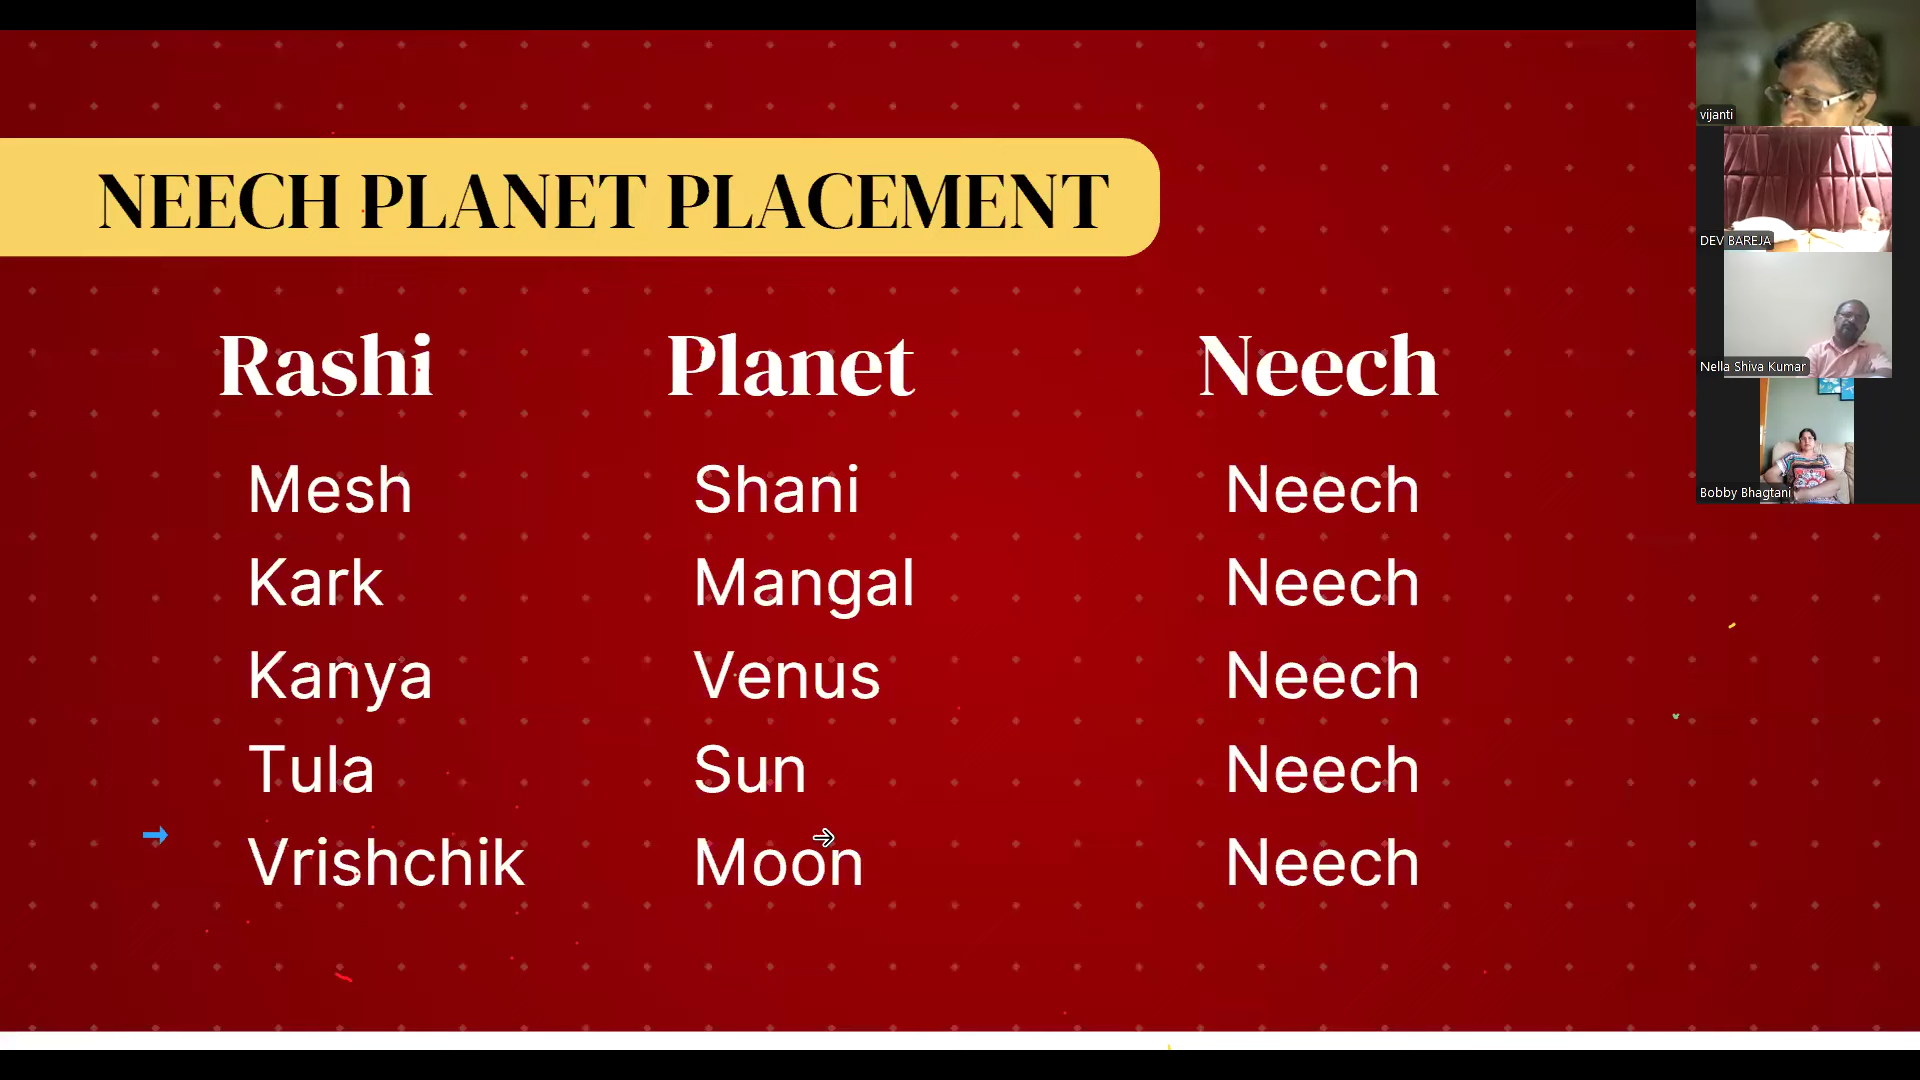 NEECH PLANET PLACEMENT
Rashi Planet Neech
Mesh Shani Neech
Kark Mangal Neech
Kanya Venus Neech
Tula Sun Neech
Vrishchik Moon Neech
vijanti
DEV BAREJA
Nella Shiva Kumar
Bobby Bhagtani